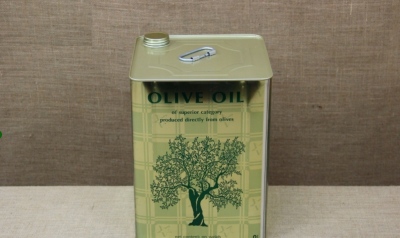 OLIVE OIL
of superior category
produced directly from olives